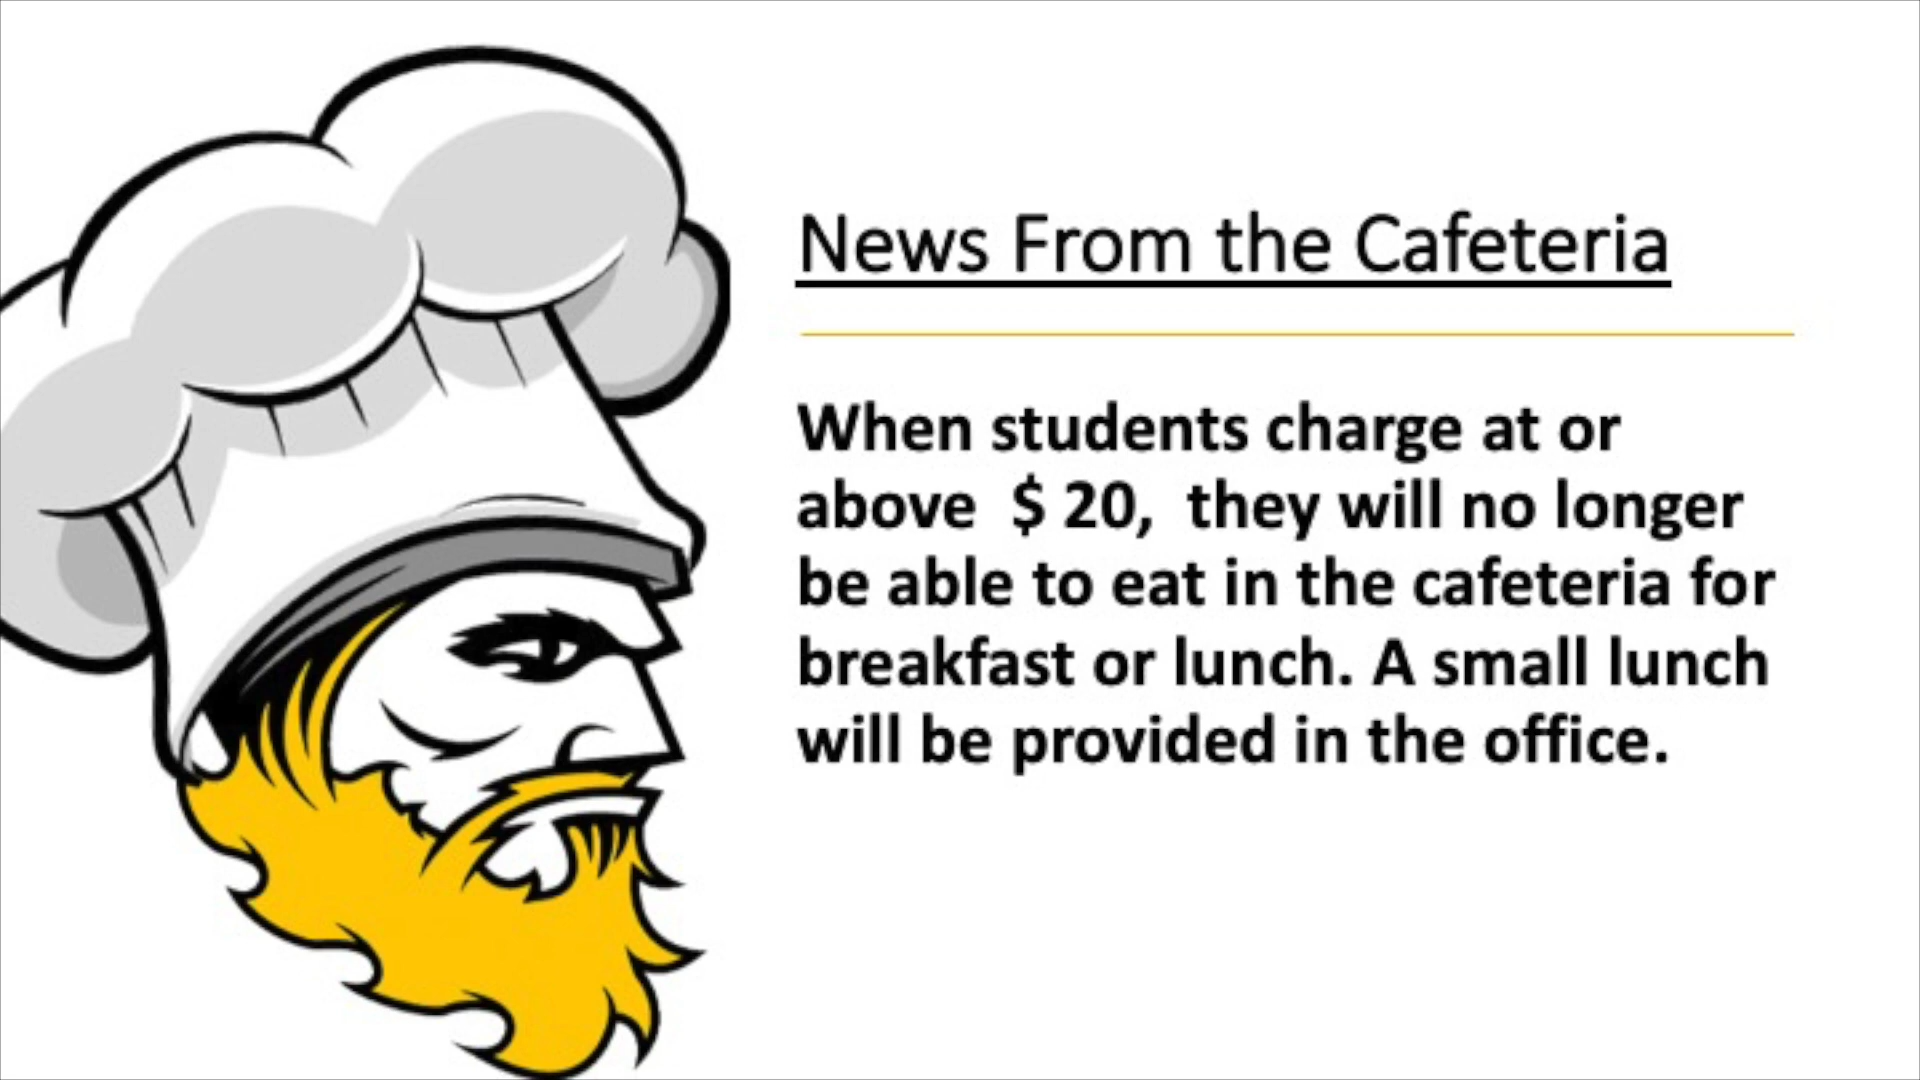 News From the Cafeteria
When students charge at or
above $ 20, they will no longer
be able to eat in the cafeteria for
breakfast or lunch. A small lunch
will be provided in the office.